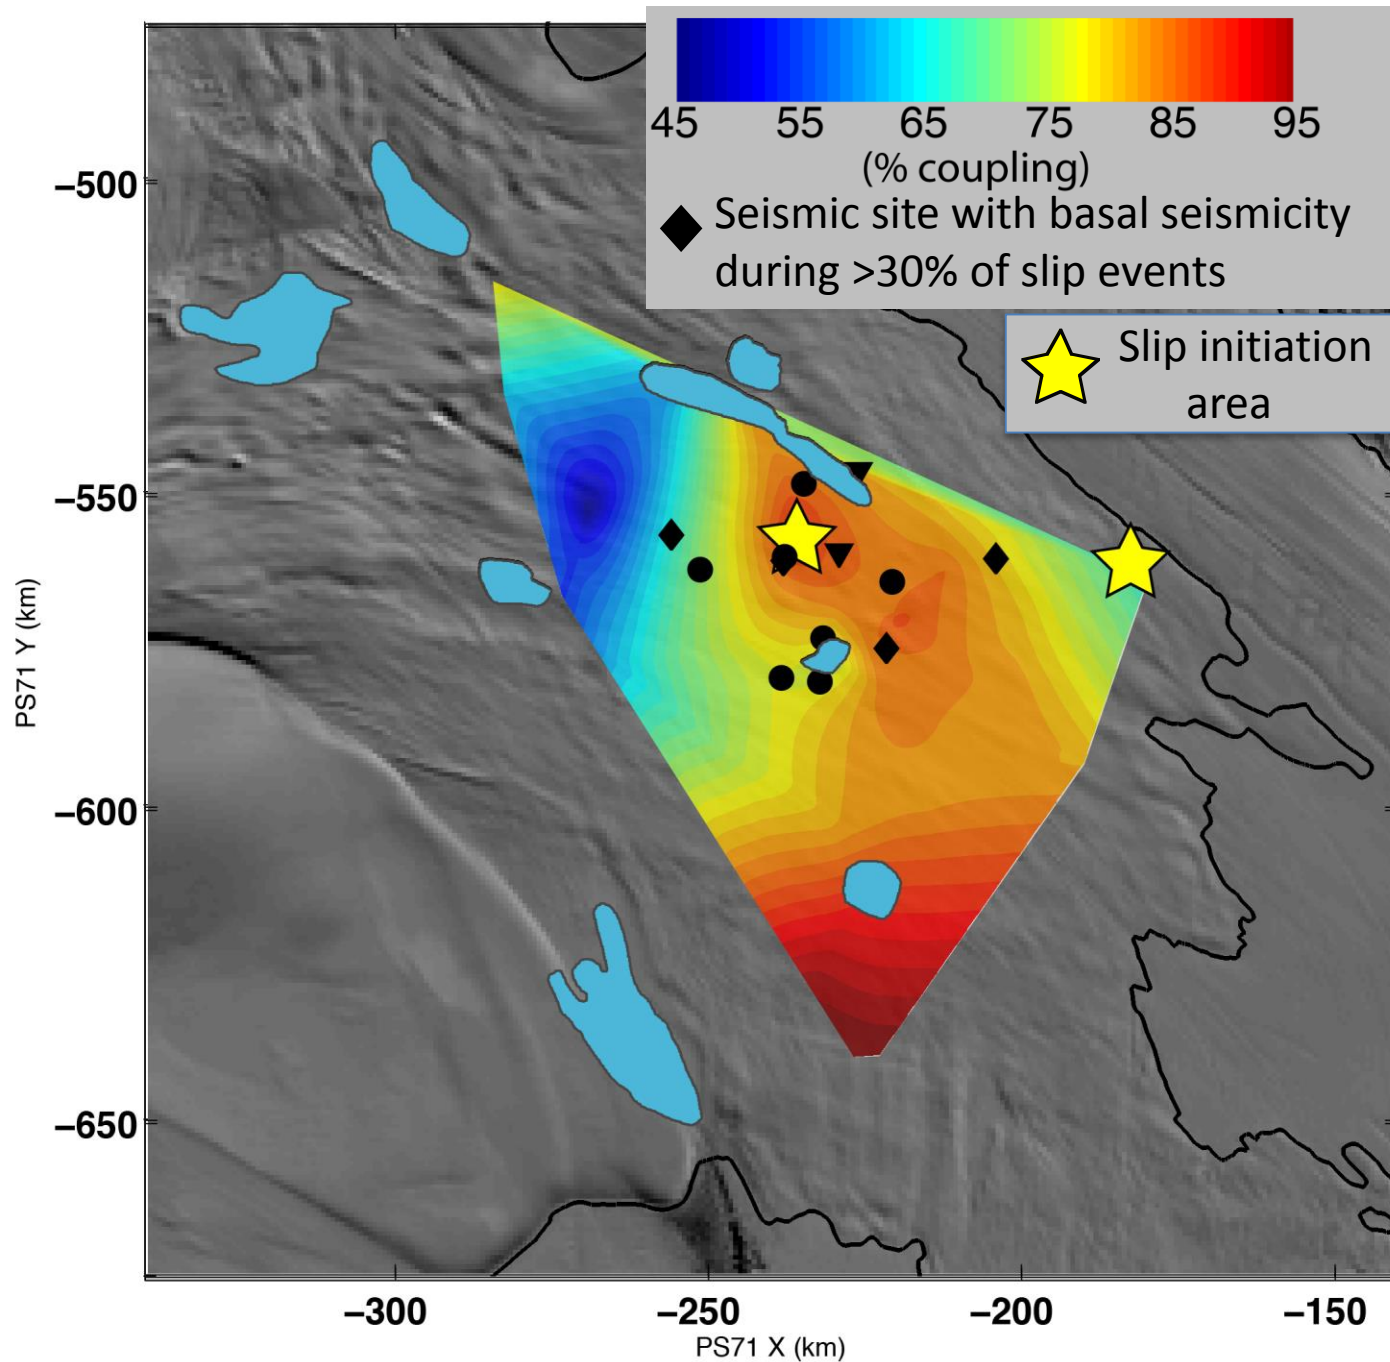 45 55 65 75 85 95
(% coupling)
Seismic site with basal seismicity
during >30% of slip events
Slip initiation
area
−500
−550
−600
−650
PS71 Y (km)
−300 −250 −200 −150
PS71 X (km)